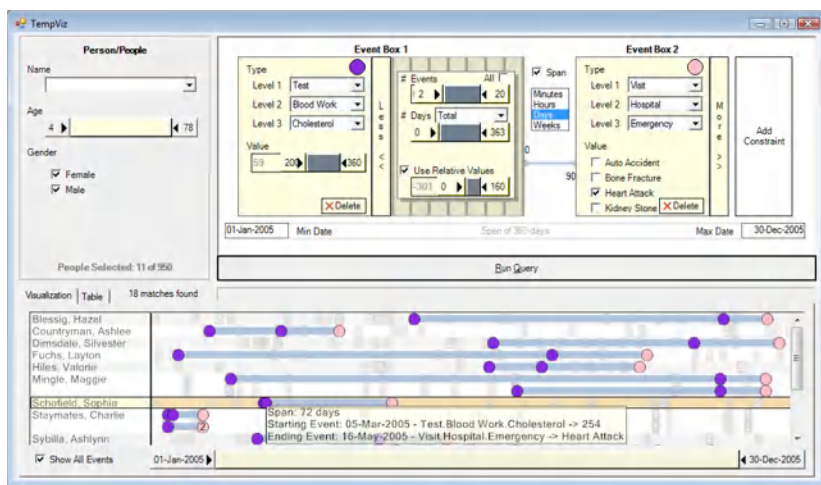 TempViz
Person/People
Name
Age
4 78
Gender
Female
Male
People Selected: 11 of 950
Event Box 1
Type
Level 1 Test
Level 2 Blood Work
Level 3 Cholesterol
Value
59 200 360
Delete
Less <<
# Events All
2 20
# Days Total
0 363
Use Relative Values
-301 0 160
Span
Minutes
Hours
Days
Weeks
0
90
Event Box 2
Type
Level 1 Visit
Level 2 Hospital
Level 3 Emergency
Value
Auto Accident
Bone Fracture
Heart Attack
Kidney Stone Delete
More >>
Add
Constraint
01-Jan-2005 Min Date Span of 363 days Max Date 30-Dec-2005
Run Query
Visualization Table 18 matches found
Blessig, Hazel
Countryman, Ashlee
Dimsdale, Silvester
Fuchs, Layton
Hiles, Valorie
Mingle, Maggie
Schofield, Sophia
Staymates, Charlie
2
Sybilla, Ashlynn
Span: 72 days
Starting Event: 05-Mar-2005 - Test.Blood Work.Cholesterol -> 254
Ending Event: 16-May-2005 - Visit.Hospital.Emergency -> Heart Attack
Show All Events 01-Jan-2005 30-Dec-2005